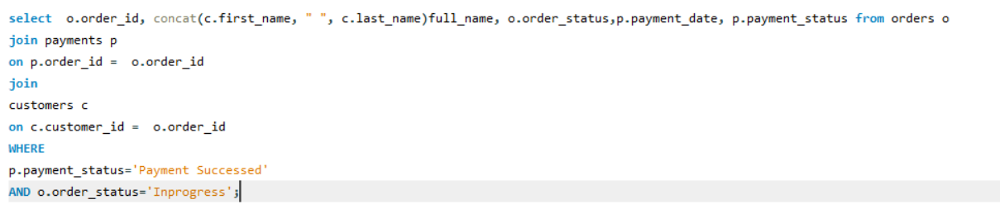 select  o.order_id, concat(c.first_name, " ", c.last_name)full_name, o.order_status,p.payment_date, p.payment_status from orders o
join payments p
on p.order_id =  o.order_id
join
customers c
on c.customer_id =  o.order_id
WHERE
p.payment_status='Payment Successed'
AND o.order_status='Inprogress';